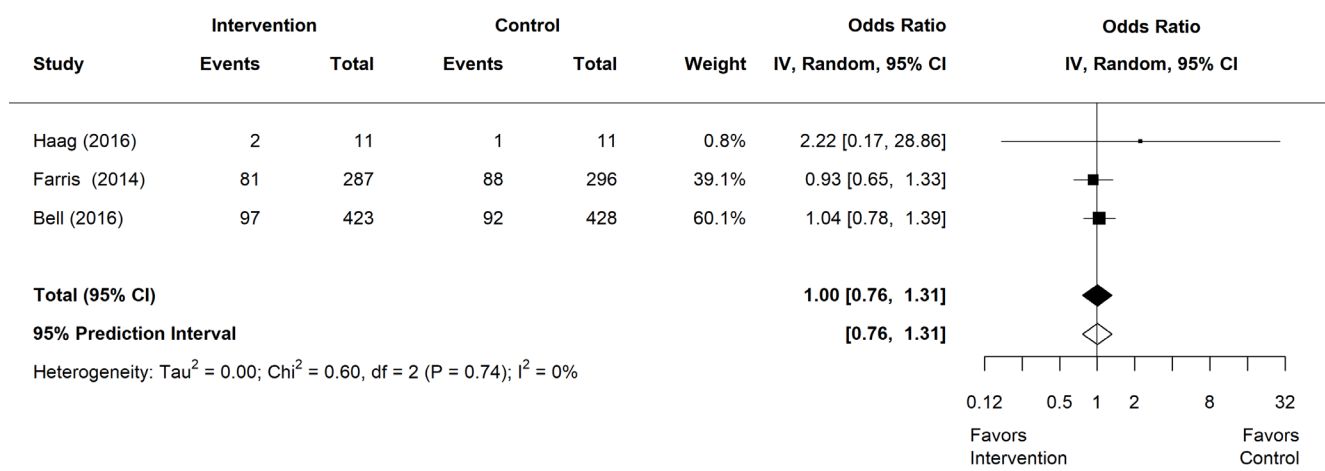 Intervention Control Odds Ratio Odds Ratio
Study Events Total Events Total Weight IV, Random, 95% CI IV, Random, 95% CI
Haag (2016) 2 11 1 11 0.8% 2.22 [0.17, 28.86]
Farris (2014) 81 287 88 296 39.1% 0.93 [0.65, 1.33]
Bell (2016) 97 423 92 428 60.1% 1.04 [0.78, 1.39]
Total (95% CI) 1.00 [0.76, 1.31]
95% Prediction Interval [0.76, 1.31]
Heterogeneity: Tau² = 0.00; Chi² = 0.60, df = 2 (P = 0.74); I² = 0%
0.12 0.5 1 2 8 32
Favors Favors
Intervention Control